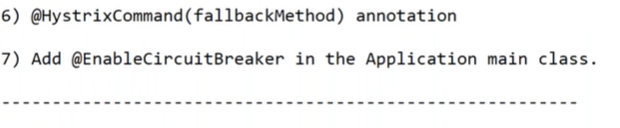 6) @HystrixCommand(fallbackMethod) annotation
7) Add @EnableCircuitBreaker in the Application main class.
---------------------------------------------------------